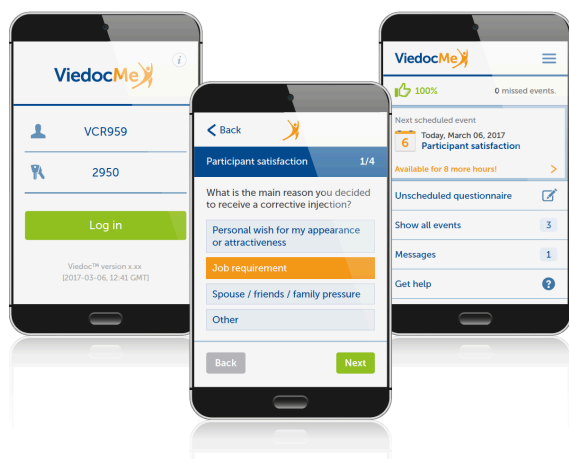 ViedocMe
i
VCR959
2950
Log in
Viedoc™ version x.xx
[2017-03-06, 12:41 GMT]
Back
Participant satisfaction 1/4
What is the main reason you decided
to receive a corrective injection?
Personal wish for my appearance
or attractiveness
Job requirement
Spouse / friends / family pressure
Other
Back Next
ViedocMe
100% 0 missed events.
Next scheduled event
6
Today, March 06, 2017
Participant satisfaction
Available for 8 more hours!
Unscheduled questionnaire
Show all events 3
Messages 1
Get help ?